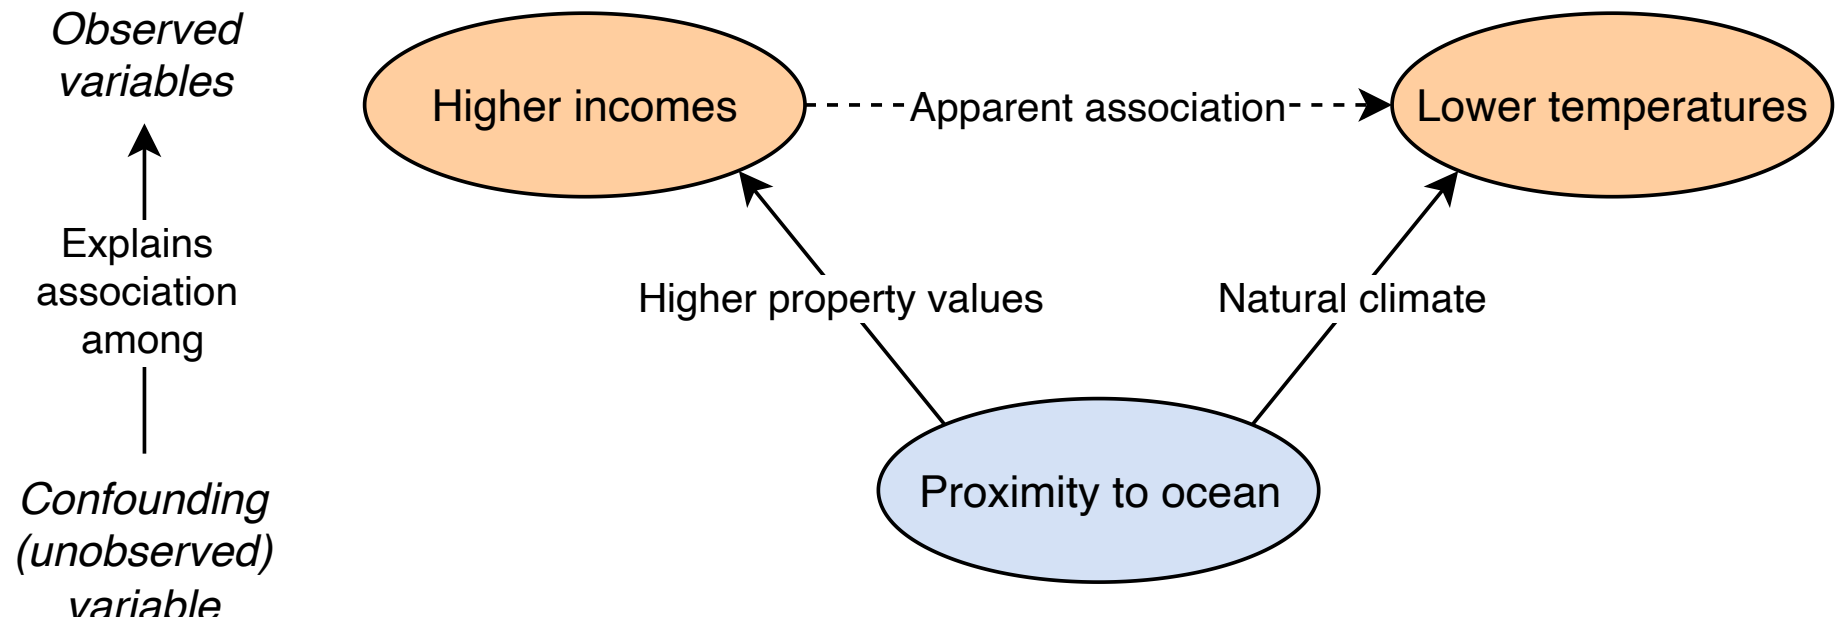 Observed
variables
Higher incomes
Apparent association
Lower temperatures
Explains
association
among
Higher property values
Natural climate
Proximity to ocean
Confounding
(unobserved)
variable